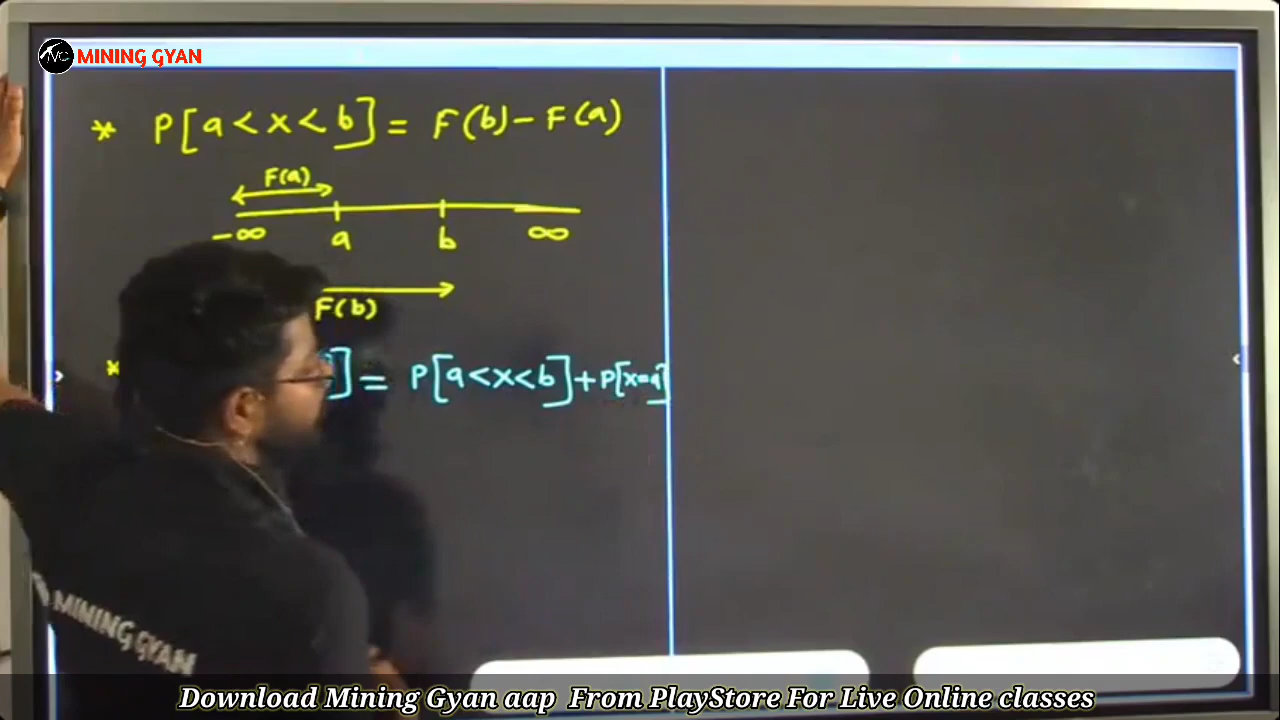 MINING GYAN
* P[a<x<b] = F(b)-F(a)
F(a)
-∞ a b ∞
F(b)
* ] = P[a<x<b]+P[x=a]
MINING GYAN
Download Mining Gyan aap From PlayStore For Live Online classes